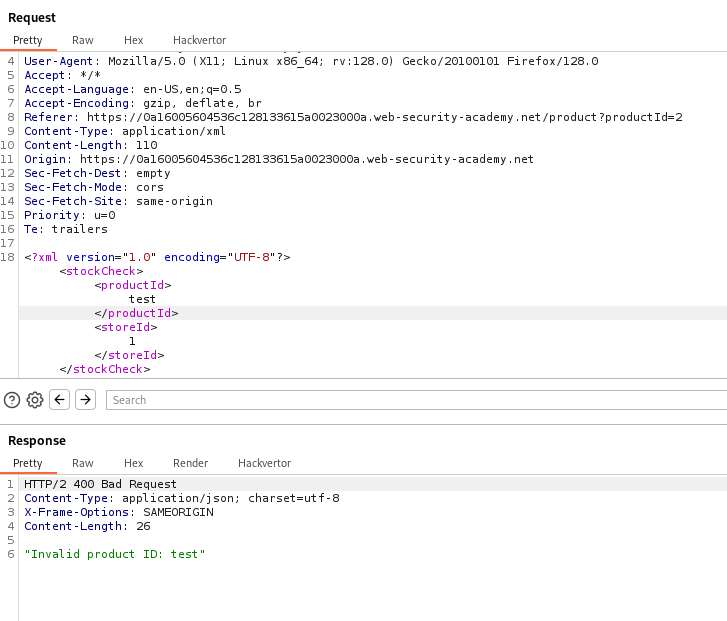 Request
Pretty Raw Hex Hackvertor
4 User-Agent: Mozilla/5.0 (X11; Linux x86_64; rv:128.0) Gecko/20100101 Firefox/128.0
5 Accept: */*
6 Accept-Language: en-US,en;q=0.5
7 Accept-Encoding: gzip, deflate, br
8 Referer: https://0a16005604536c128133615a0023000a.web-security-academy.net/product?productId=2
9 Content-Type: application/xml
10 Content-Length: 110
11 Origin: https://0a16005604536c128133615a0023000a.web-security-academy.net
12 Sec-Fetch-Dest: empty
13 Sec-Fetch-Mode: cors
14 Sec-Fetch-Site: same-origin
15 Priority: u=0
16 Te: trailers
17
18 <?xml version="1.0" encoding="UTF-8"?>
<stockCheck>
<productId>
test
</productId>
<storeId>
1
</storeId>
</stockCheck>
Search
Response
Pretty Raw Hex Render Hackvertor
1 HTTP/2 400 Bad Request
2 Content-Type: application/json; charset=utf-8
3 X-Frame-Options: SAMEORIGIN
4 Content-Length: 26
5
6 "Invalid product ID: test"